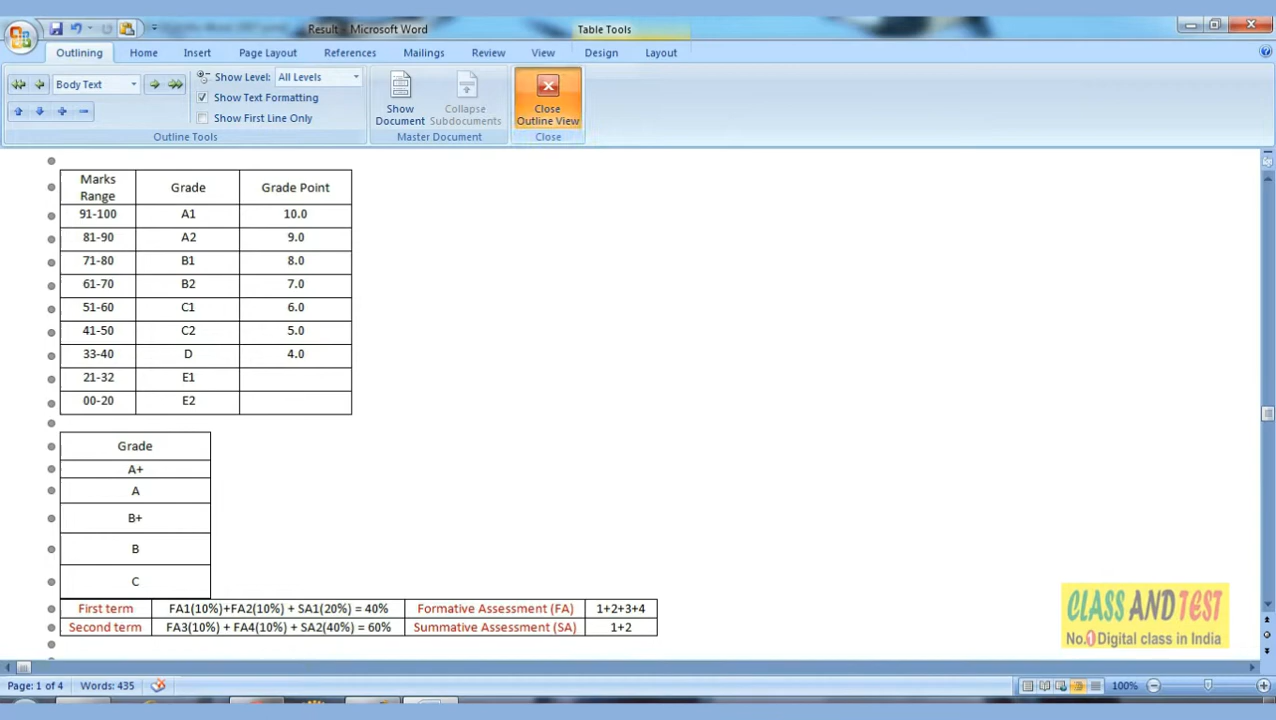 Result - Microsoft Word
Table Tools
Outlining Home Insert Page Layout References Mailings Review View Design Layout
Body Text
Show Level: All Levels
Show Text Formatting
Show First Line Only
Outline Tools
Show Document
Collapse Subdocuments
Master Document
Close Outline View
Close
Marks Range Grade Grade Point
91-100 A1 10.0
81-90 A2 9.0
71-80 B1 8.0
61-70 B2 7.0
51-60 C1 6.0
41-50 C2 5.0
33-40 D 4.0
21-32 E1
00-20 E2
Grade
A+
A
B+
B
C
First term FA1(10%)+FA2(10%) + SA1(20%) = 40% Formative Assessment (FA) 1+2+3+4
Second term FA3(10%) + FA4(10%) + SA2(40%) = 60% Summative Assessment (SA) 1+2
CLASS AND TEST
No.1 Digital class in India
Page: 1 of 4 Words: 435 100%